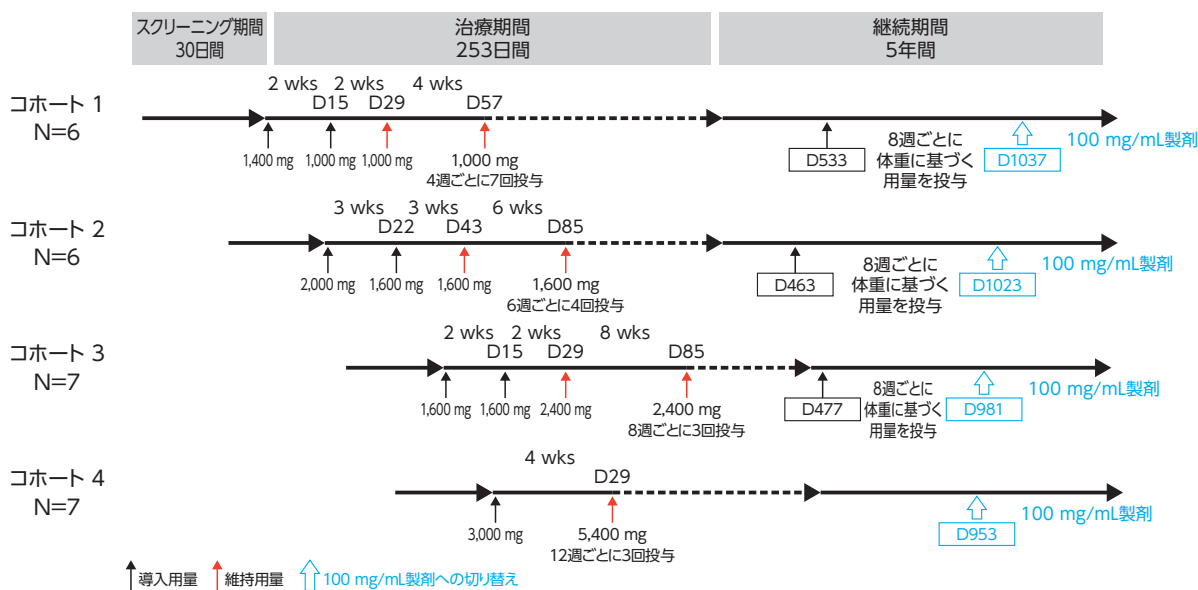 スクリーニング期間
30日間
治療期間
253日間
継続期間
5年間
コホート 1
N=6
2 wks 2 wks 4 wks
D15 D29 D57
1,400 mg 1,000 mg 1,000 mg 1,000 mg
4週ごとに7回投与
D533
8週ごとに
体重に基づく
用量を投与
D1037
100 mg/mL製剤
コホート 2
N=6
3 wks 3 wks 6 wks
D22 D43 D85
2,000 mg 1,600 mg 1,600 mg 1,600 mg
6週ごとに4回投与
D463
8週ごとに
体重に基づく
用量を投与
D1023
100 mg/mL製剤
コホート 3
N=7
2 wks 2 wks 8 wks
D15 D29 D85
1,600 mg 1,600 mg 2,400 mg 2,400 mg
8週ごとに3回投与
D477
8週ごとに
体重に基づく
用量を投与
D981
100 mg/mL製剤
コホート 4
N=7
4 wks
D29
3,000 mg 5,400 mg
12週ごとに3回投与
D953
100 mg/mL製剤
導入用量 維持用量 100 mg/mL製剤への切り替え